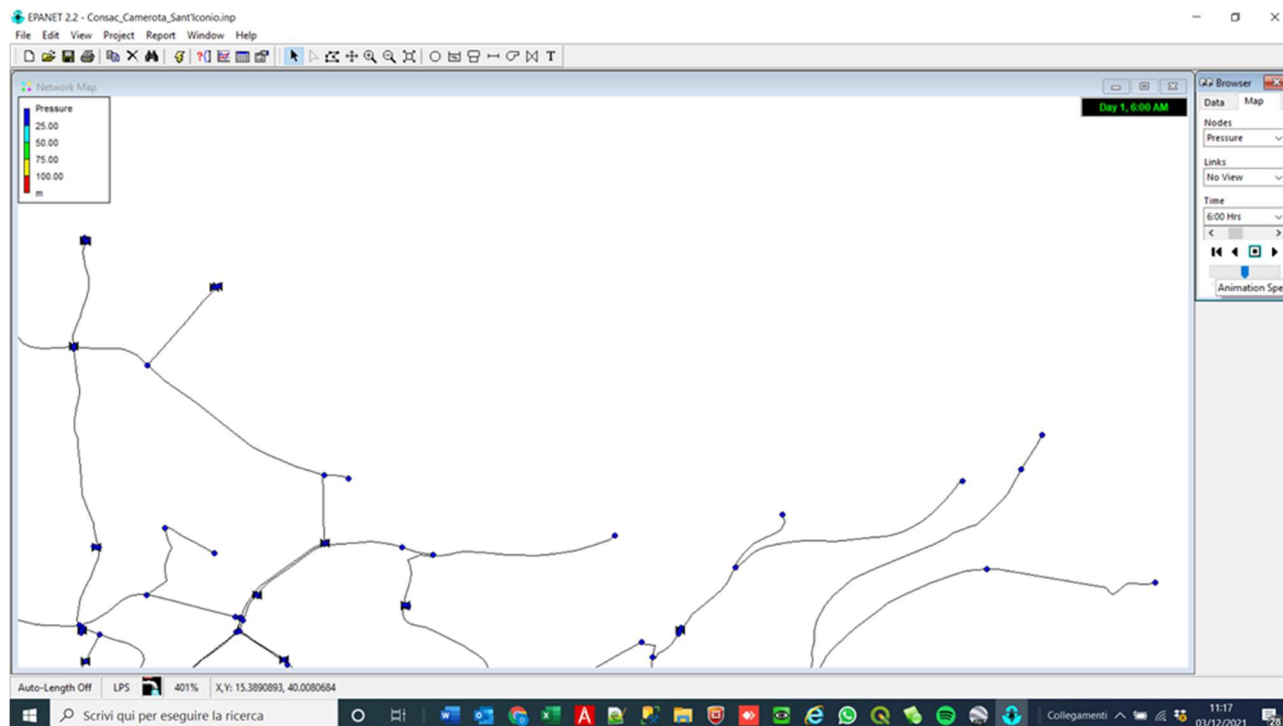 EPANET 2.2 - Consac_Camerota_Sant'Iconio.inp
File Edit View Project Report Window Help
T
Network Map
Browser
Pressure
25.00
50.00
75.00
100.00
m
Day 1, 6:00 AM
Data Map
Nodes
Pressure
Links
No View
Time
6:00 Hrs
Animation Spe
Auto-Length Off LPS 401% X,Y: 15.3890893, 40.0080684
Scrivi qui per eseguire la ricerca
Collegamenti
11:17